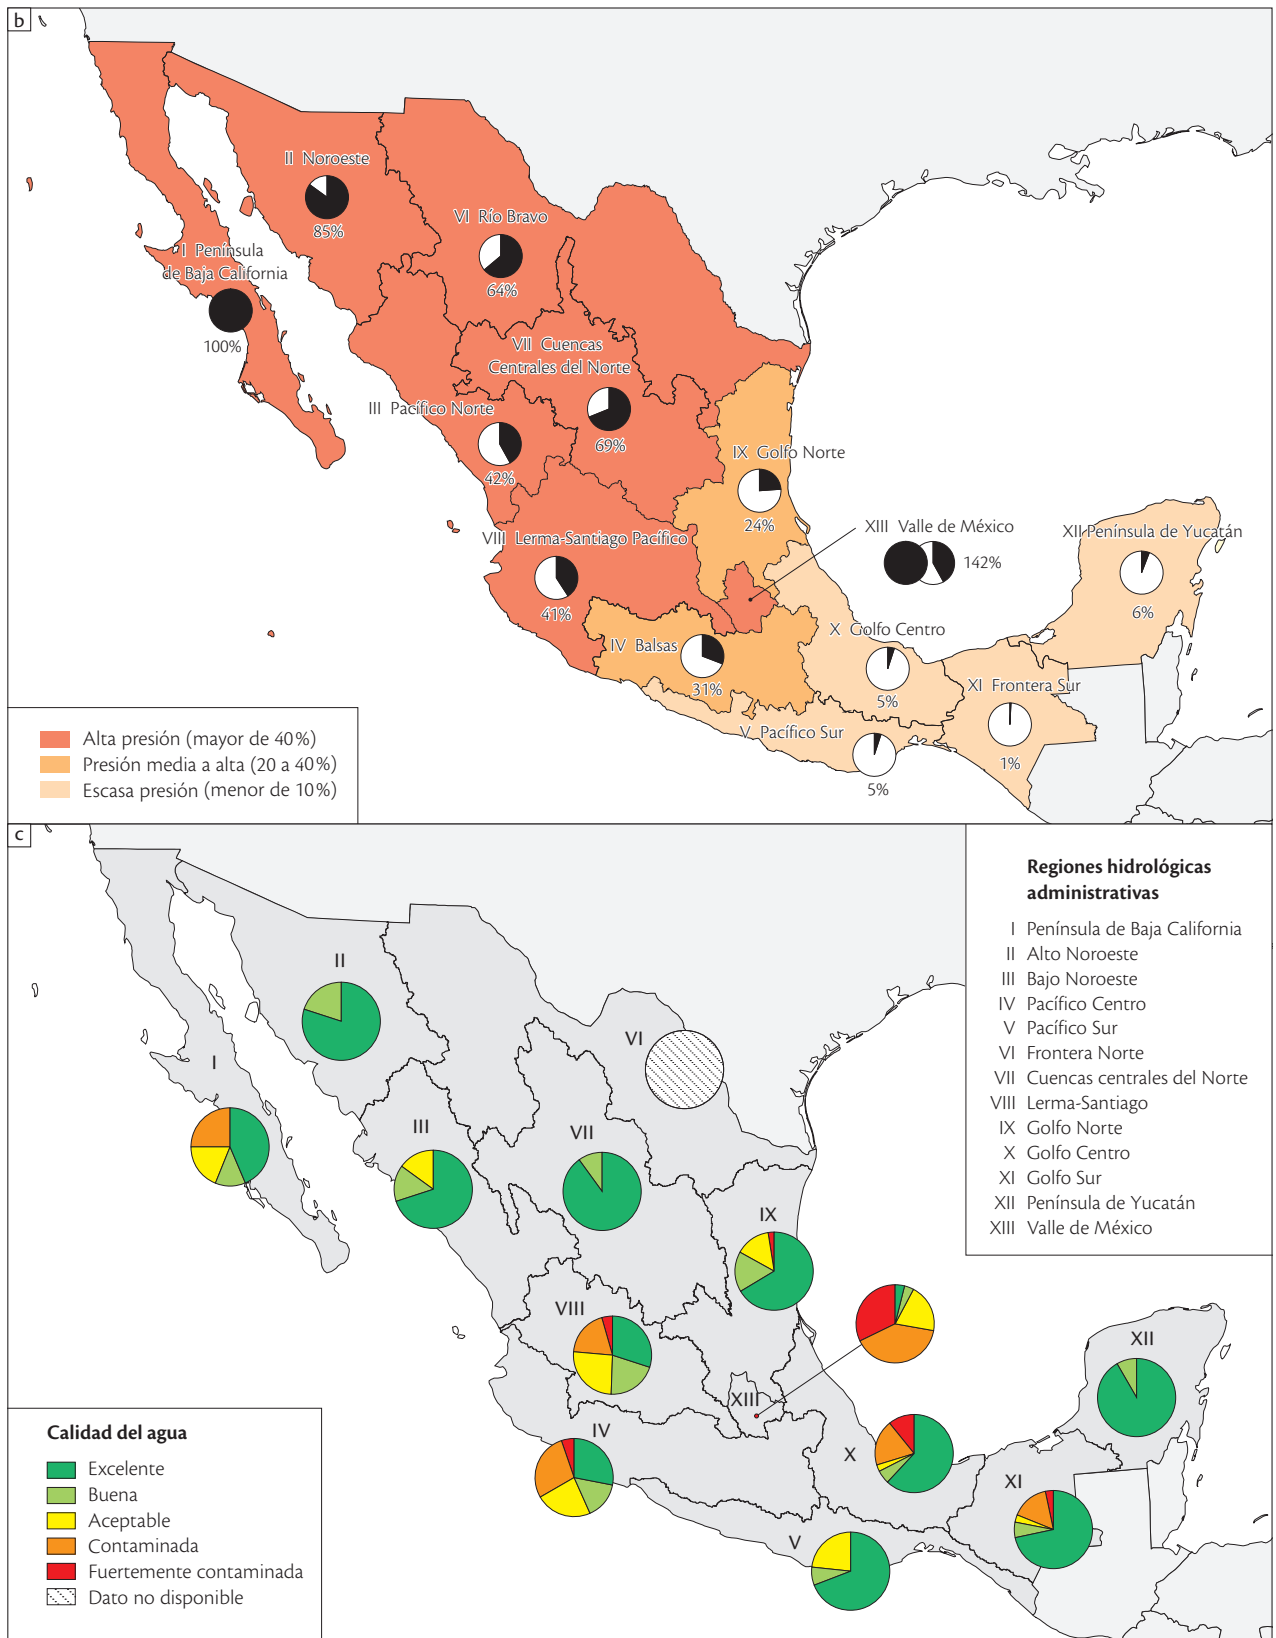 b
II Noroeste
85%
VI Río Bravo
64%
I Península
de Baja California
100%
VII Cuencas
Centrales del Norte
69%
III Pacífico Norte
42%
IX Golfo Norte
24%
XIII Valle de México
142%
XII Península de Yucatán
6%
VIII Lerma-Santiago Pacífico
41%
X Golfo Centro
5%
IV Balsas
31%
XI Frontera Sur
1%
V Pacífico Sur
5%
Alta presión (mayor de 40%)
Presión media a alta (20 a 40%)
Escasa presión (menor de 10%)
c
Regiones hidrológicas
administrativas
I Península de Baja California
II Alto Noroeste
III Bajo Noroeste
IV Pacífico Centro
V Pacífico Sur
VI Frontera Norte
VII Cuencas centrales del Norte
VIII Lerma-Santiago
IX Golfo Norte
X Golfo Centro
XI Golfo Sur
XII Península de Yucatán
XIII Valle de México
II
VI
I
III
VII
IX
VIII
XII
XIII
IV
X
XI
V
Calidad del agua
Excelente
Buena
Aceptable
Contaminada
Fuertemente contaminada
Dato no disponible